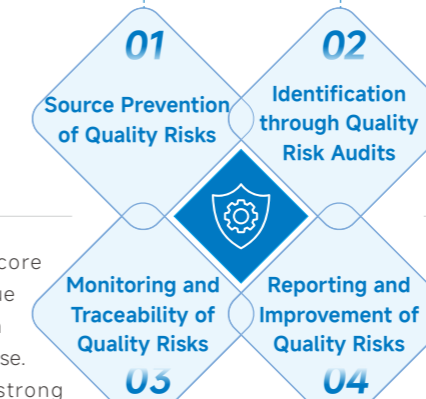 01
Source Prevention
of Quality Risks
02
Identification
through Quality
Risk Audits
Monitoring and
Traceability of
Quality Risks
03
Reporting and
Improvement of
Quality Risks
04
core
se.
strong